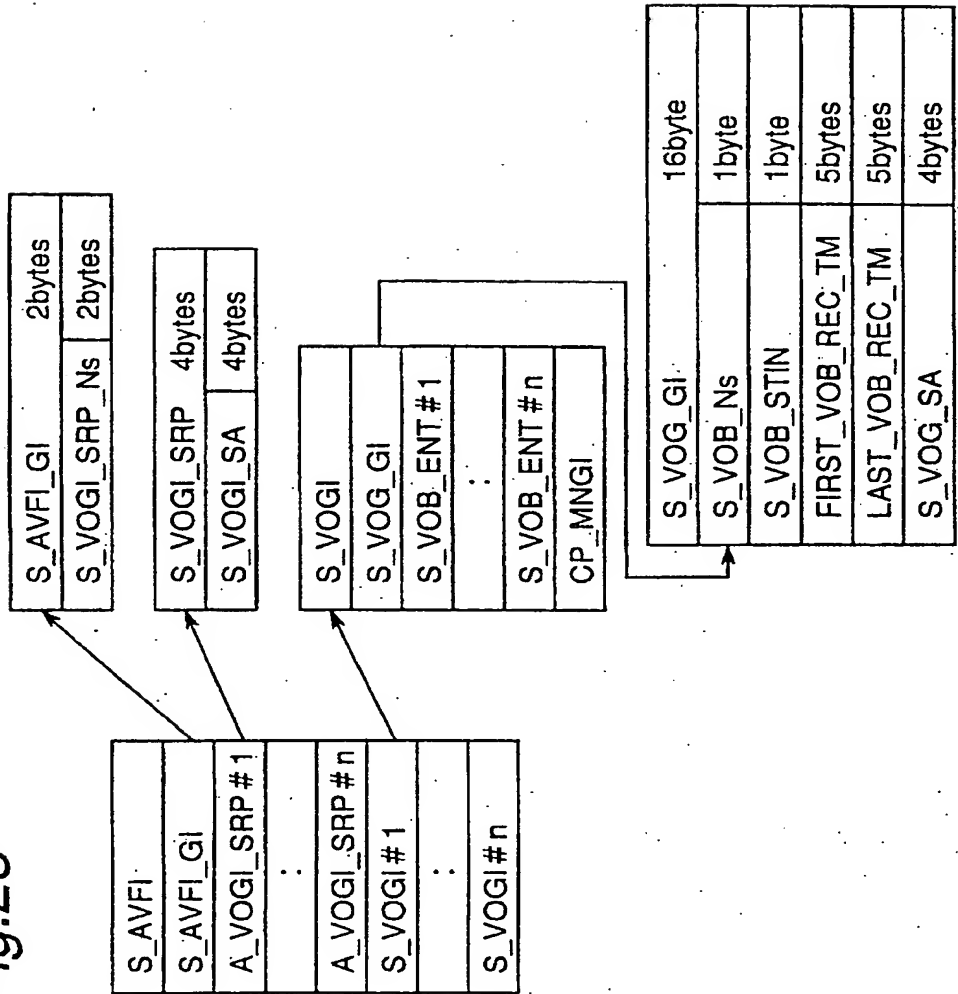 S_AVFI
S_AVFI_GI
A_VOGI_SRP#1
:
A_VOGI_SRP#n
S_VOGI#1
:
S_VOGI#n
S_AVFI_GI 2bytes
S_VOGI_SRP_Ns 2bytes
S_VOGI_SRP 4bytes
S_VOGI_SA 4bytes
S_VOGI
S_VOG_GI
S_VOB_ENT#1
:
S_VOB_ENT#n
CP_MNGI
S_VOG_GI 16byte
S_VOB_Ns 1byte
S_VOB_STIN 1byte
FIRST_VOB_REC_TM 5bytes
LAST_VOB_REC_TM 5bytes
S_VOG_SA 4bytes